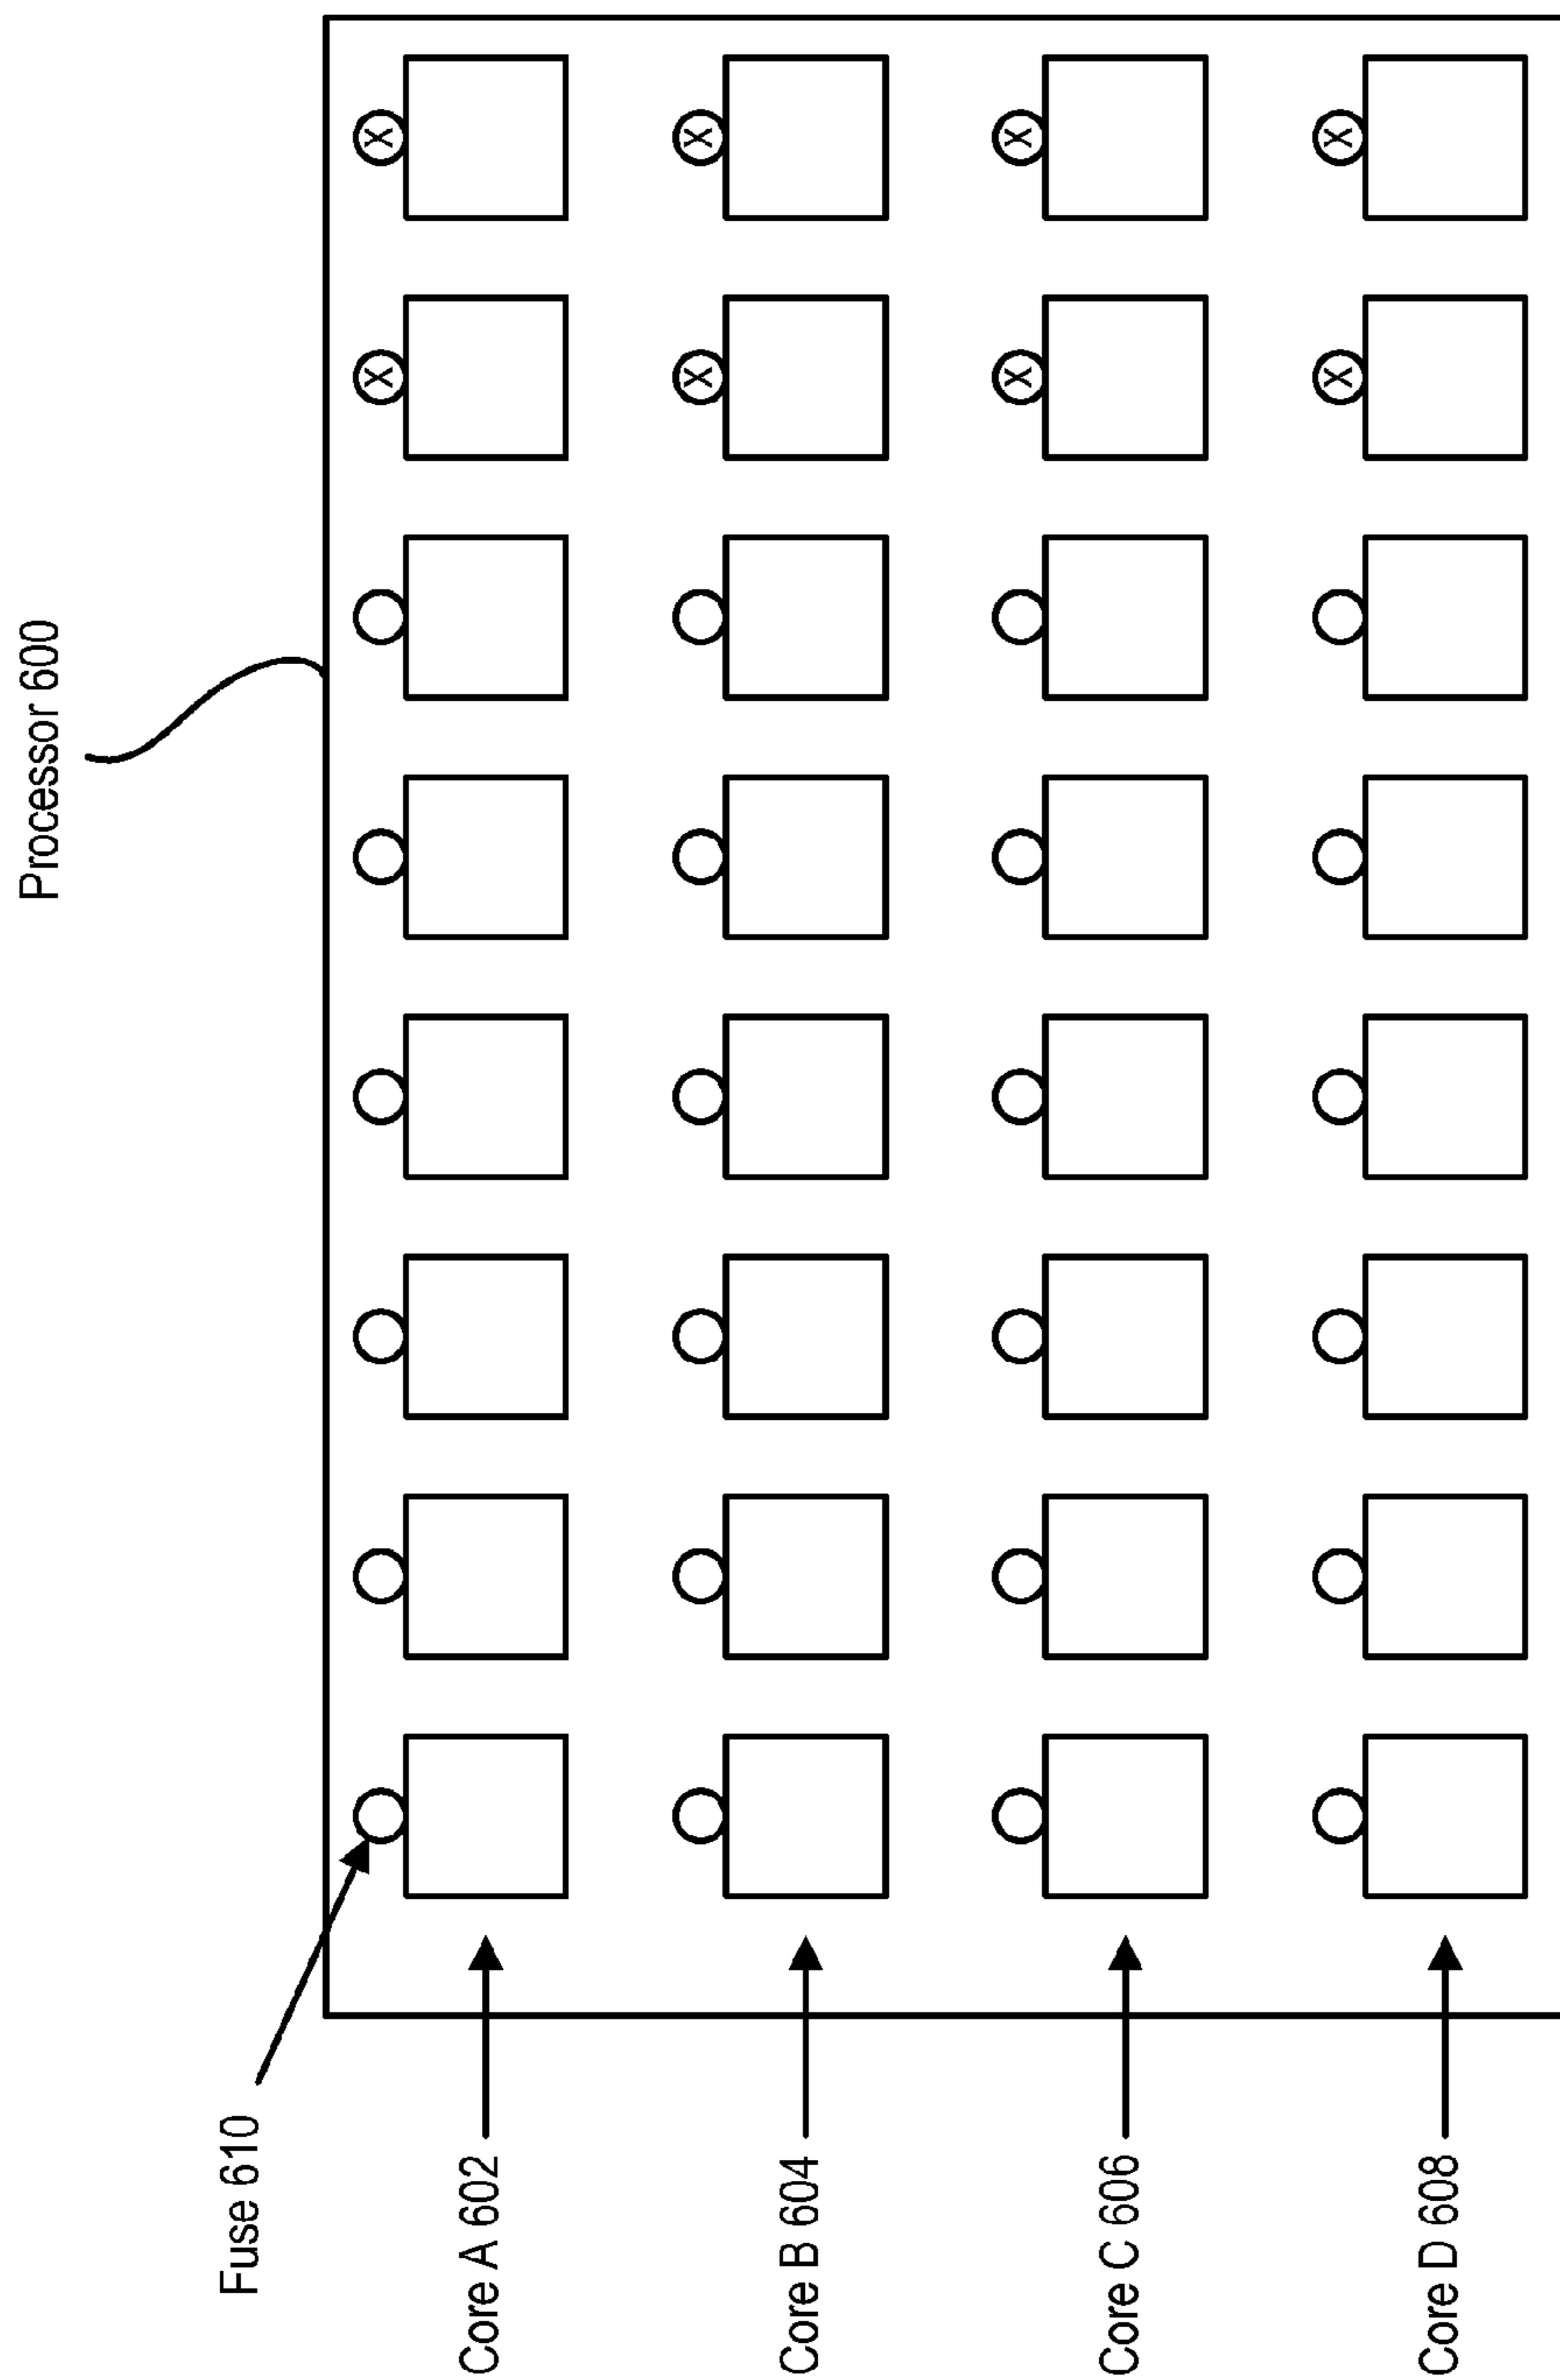 Processor 600
Fuse 610
Core A 602
X X
Core B 604
X X
Core C 606
X X
Core D 608
X X